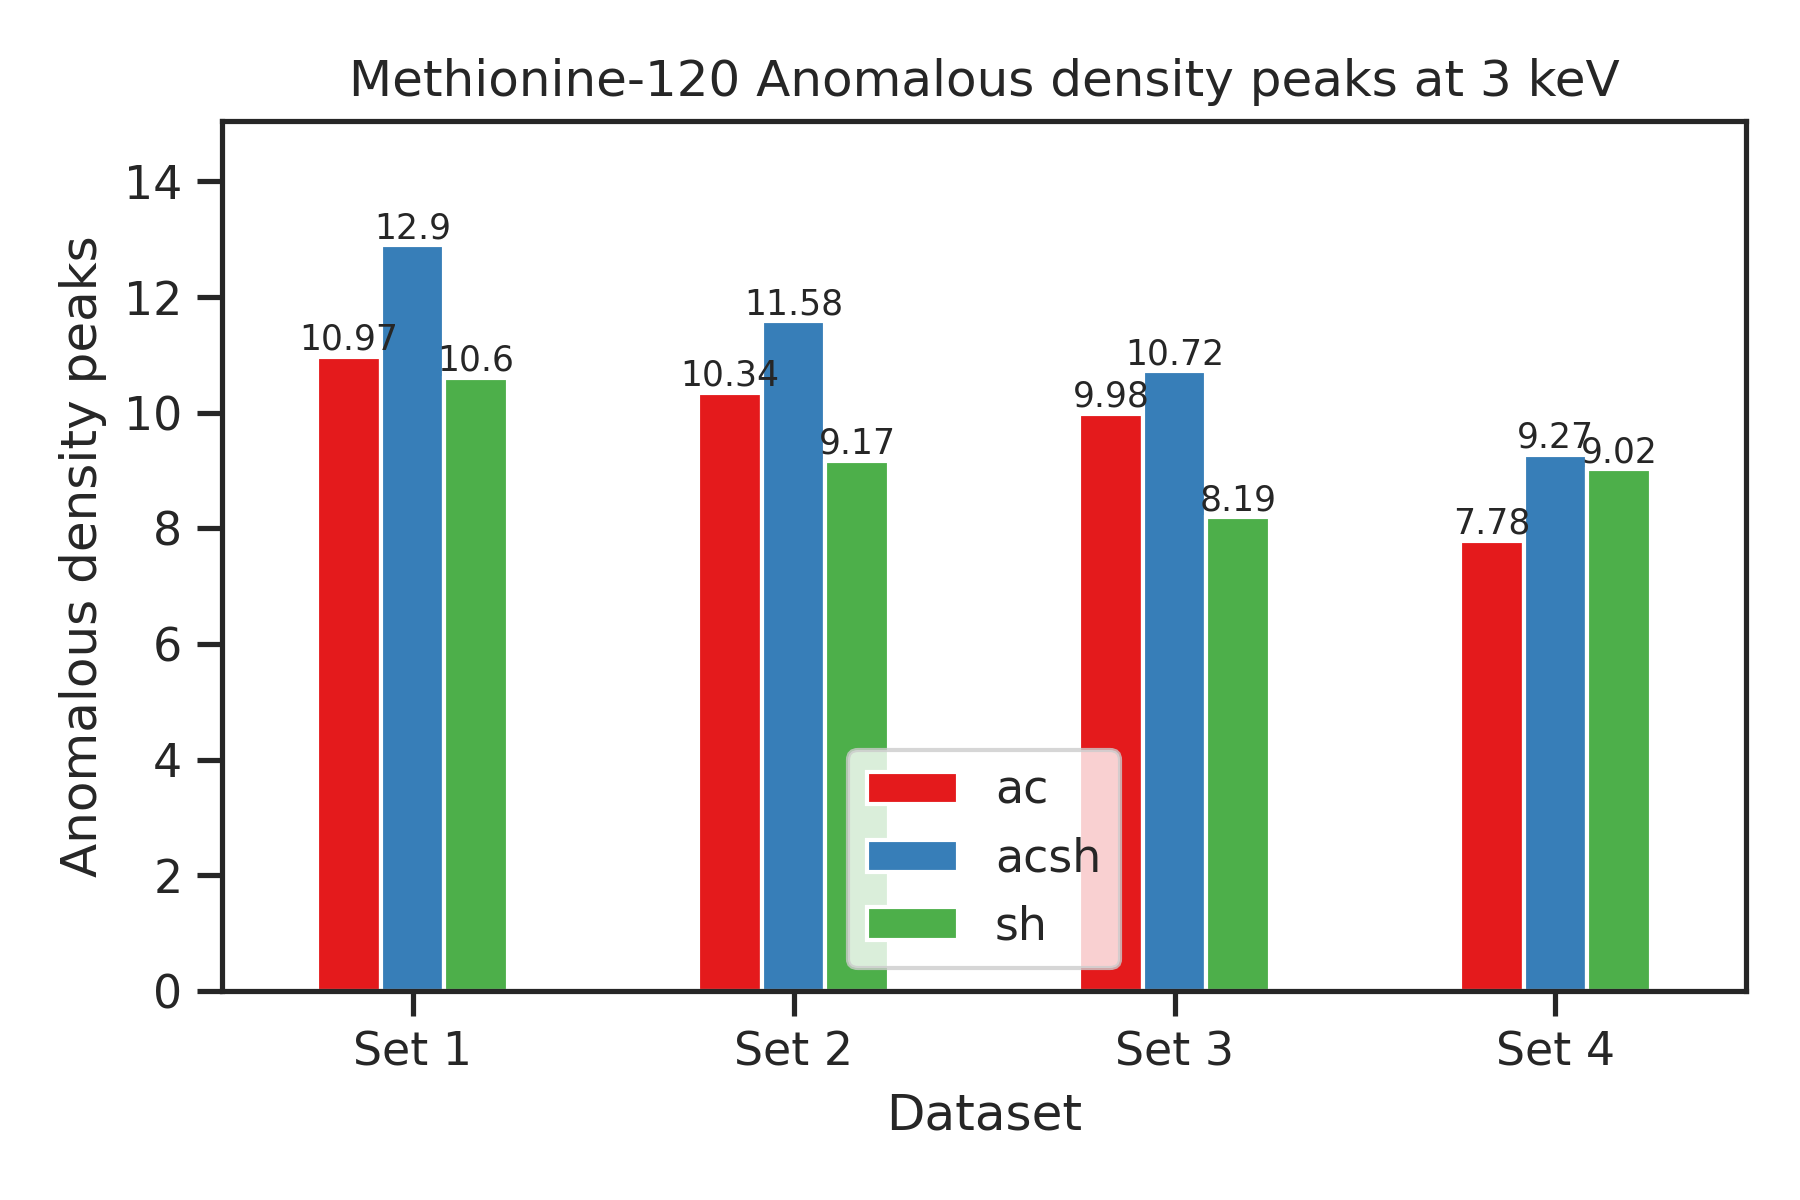 Methionine-120 Anomalous density peaks at 3 keV
Anomalous density peaks
14
12
10
8
6
4
2
0
10.97
12.9
10.6
10.34
11.58
9.17
9.98
10.72
8.19
7.78
9.27
9.02
ac
acsh
sh
Set 1
Set 2
Set 3
Set 4
Dataset